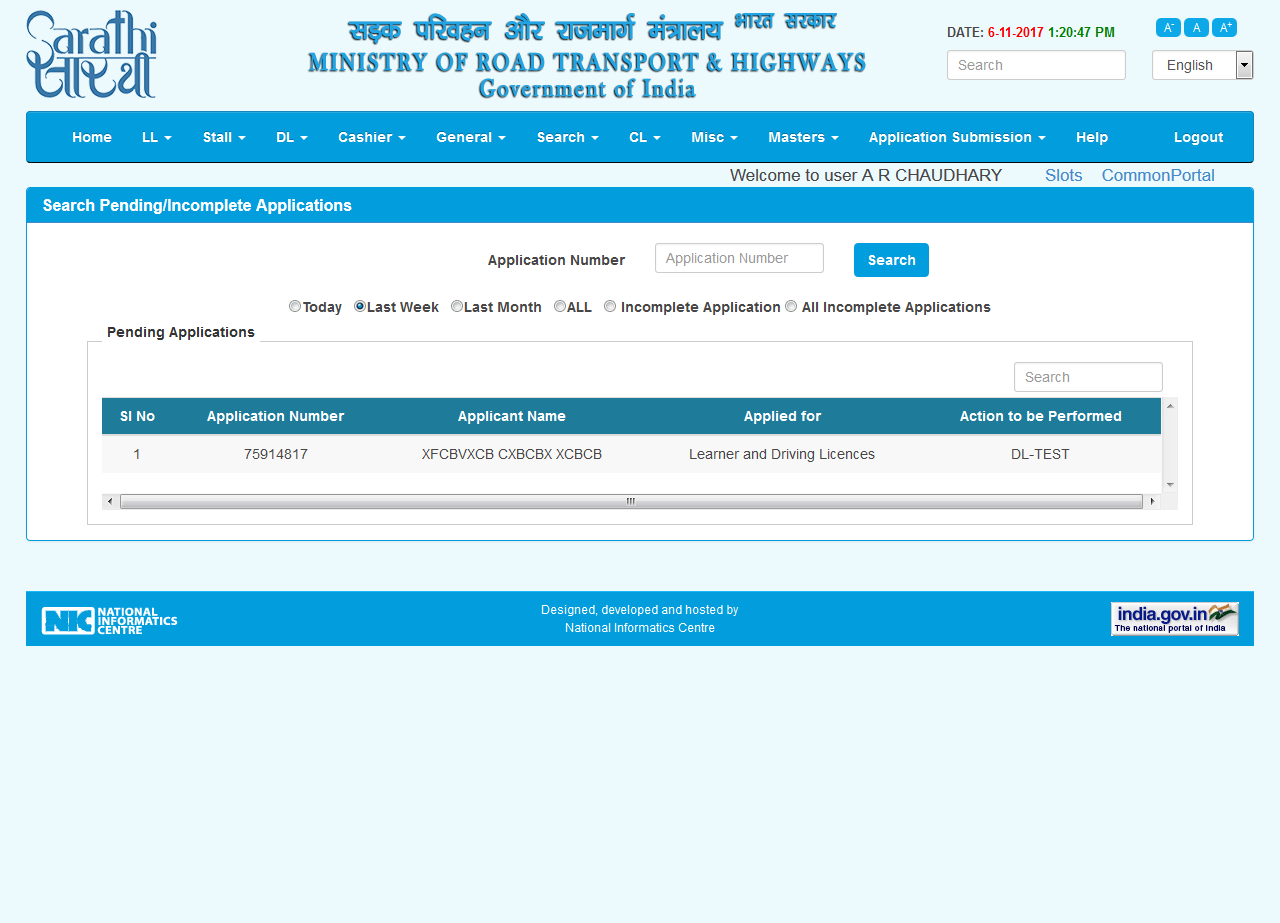 Sarathi
सारथी
सड़क परिवहन और राजमार्ग मंत्रालय भारत सरकार
MINISTRY OF ROAD TRANSPORT & HIGHWAYS
Government of India
DATE: 6-11-2017 1:20:47 PM
A- A A+
Search
English
Home LL Stall DL Cashier General Search CL Misc Masters Application Submission Help Logout
Welcome to user A R CHAUDHARY Slots CommonPortal
Search Pending/Incomplete Applications
Application Number Application Number Search
Today Last Week Last Month ALL Incomplete Application All Incomplete Applications
Pending Applications
Search
Sl No Application Number Applicant Name Applied for Action to be Performed
1 75914817 XFCBVXCB CXBCBX XCBCB Learner and Driving Licences DL-TEST
NIC NATIONAL
INFORMATICS
CENTRE
Designed, developed and hosted by
National Informatics Centre
india.gov.in
The national portal of India